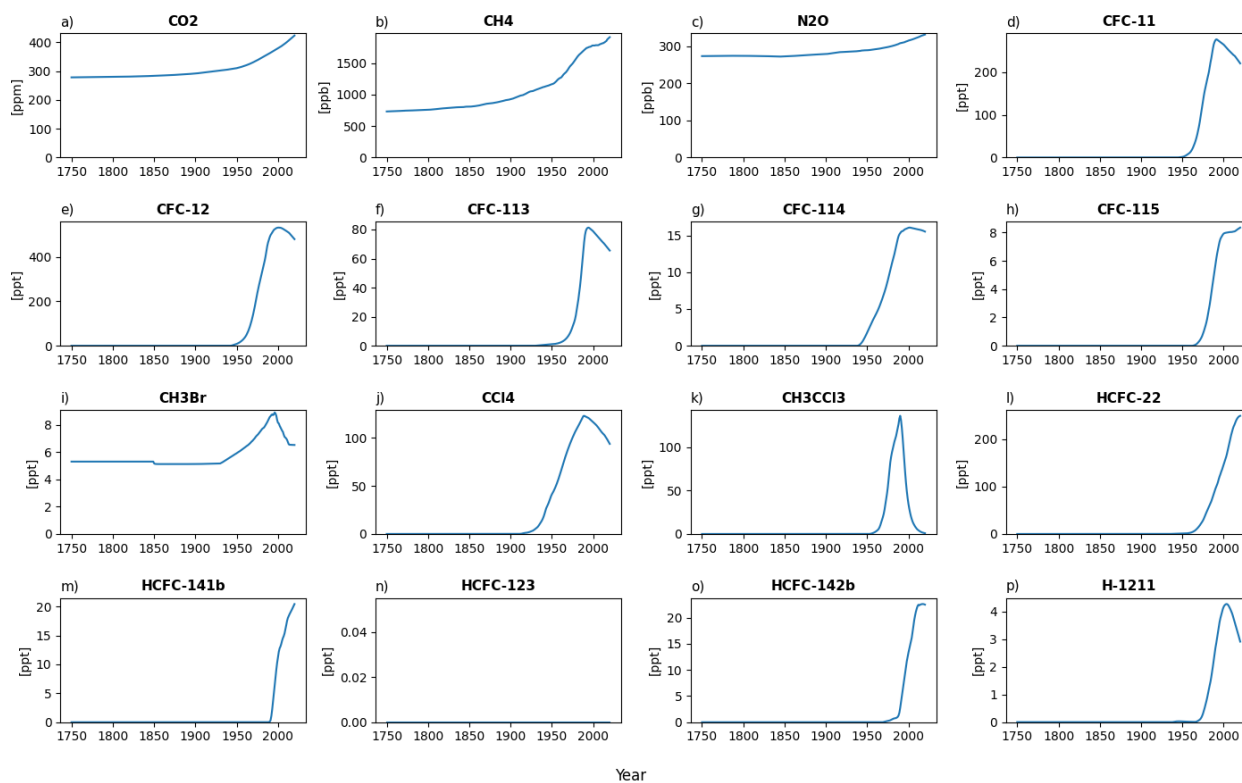 a) CO2
[ppm]
400
300
200
100
0
1750 1800 1850 1900 1950 2000
b) CH4
[ppb]
1500
1000
500
0
1750 1800 1850 1900 1950 2000
c) N2O
[ppb]
300
200
100
0
1750 1800 1850 1900 1950 2000
d) CFC-11
[ppt]
200
100
0
1750 1800 1850 1900 1950 2000
e) CFC-12
[ppt]
400
200
0
1750 1800 1850 1900 1950 2000
f) CFC-113
[ppt]
80
60
40
20
0
1750 1800 1850 1900 1950 2000
g) CFC-114
[ppt]
15
10
5
0
1750 1800 1850 1900 1950 2000
h) CFC-115
[ppt]
8
6
4
2
0
1750 1800 1850 1900 1950 2000
i) CH3Br
[ppt]
8
6
4
2
0
1750 1800 1850 1900 1950 2000
j) CCl4
[ppt]
100
50
0
1750 1800 1850 1900 1950 2000
k) CH3CCl3
[ppt]
100
50
0
1750 1800 1850 1900 1950 2000
l) HCFC-22
[ppt]
200
100
0
1750 1800 1850 1900 1950 2000
m) HCFC-141b
[ppt]
20
15
10
5
0
1750 1800 1850 1900 1950 2000
n) HCFC-123
[ppt]
0.04
0.02
0.00
1750 1800 1850 1900 1950 2000
o) HCFC-142b
[ppt]
20
15
10
5
0
1750 1800 1850 1900 1950 2000
p) H-1211
[ppt]
4
3
2
1
0
1750 1800 1850 1900 1950 2000
Year